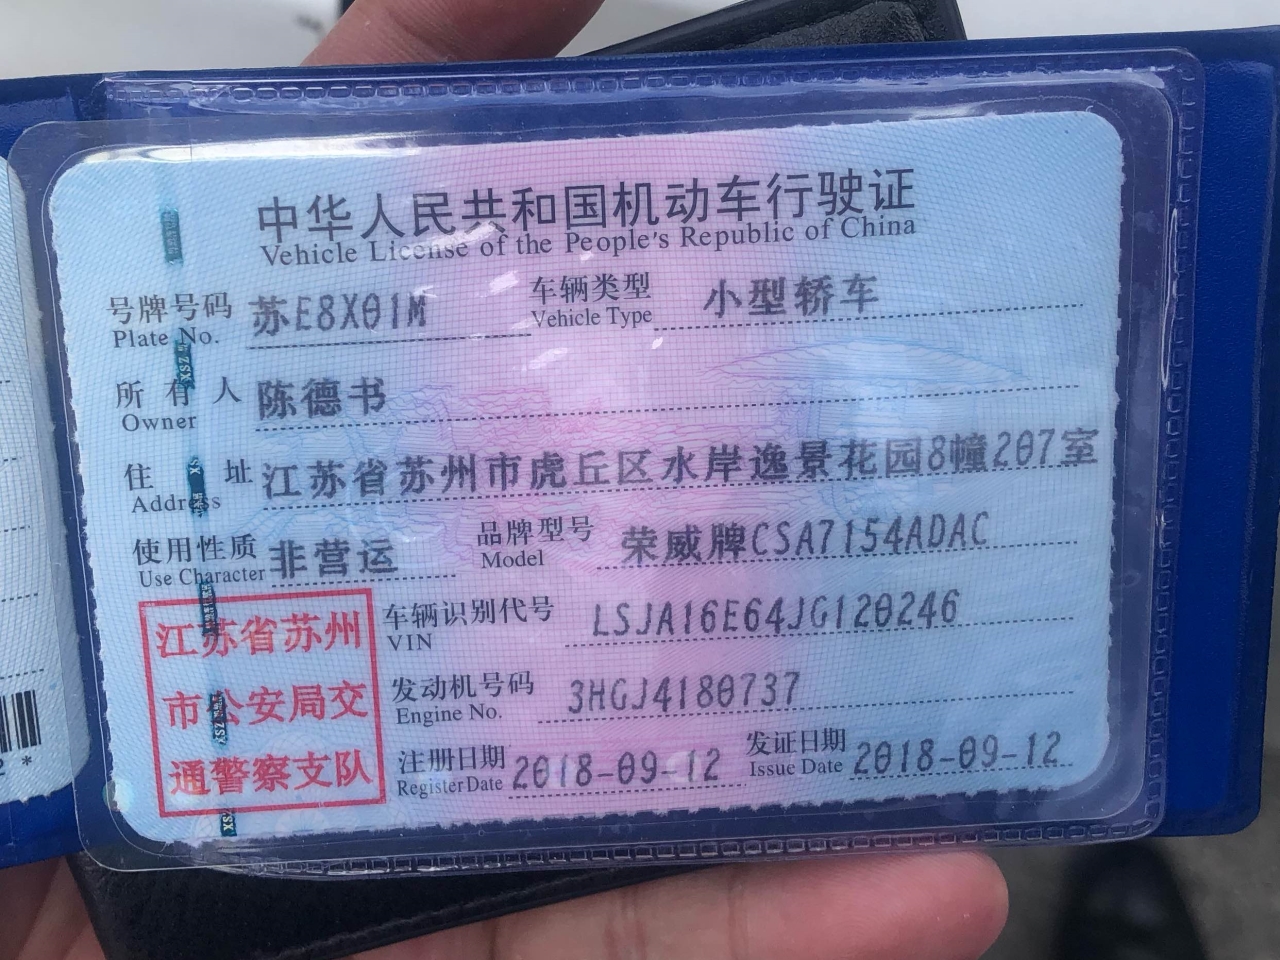 中华人民共和国机动车行驶证
Vehicle License of the People's Republic of China
号牌号码 苏E8X01M 车辆类型 小型轿车
Plate No. Vehicle Type
所有人 陈德书
Owner
住址 江苏省苏州市虎丘区水岸逸景花园8幢207室
Address
使用性质 非营运 品牌型号 荣威牌CSA7154ADAC
Use Character Model
车辆识别代号 LSJA16E64JG120246
VIN
发动机号码 3HGJ4180737
Engine No.
注册日期 2018-09-12 发证日期 2018-09-12
Register Date Issue Date
江苏省苏州
市公安局交
通警察支队